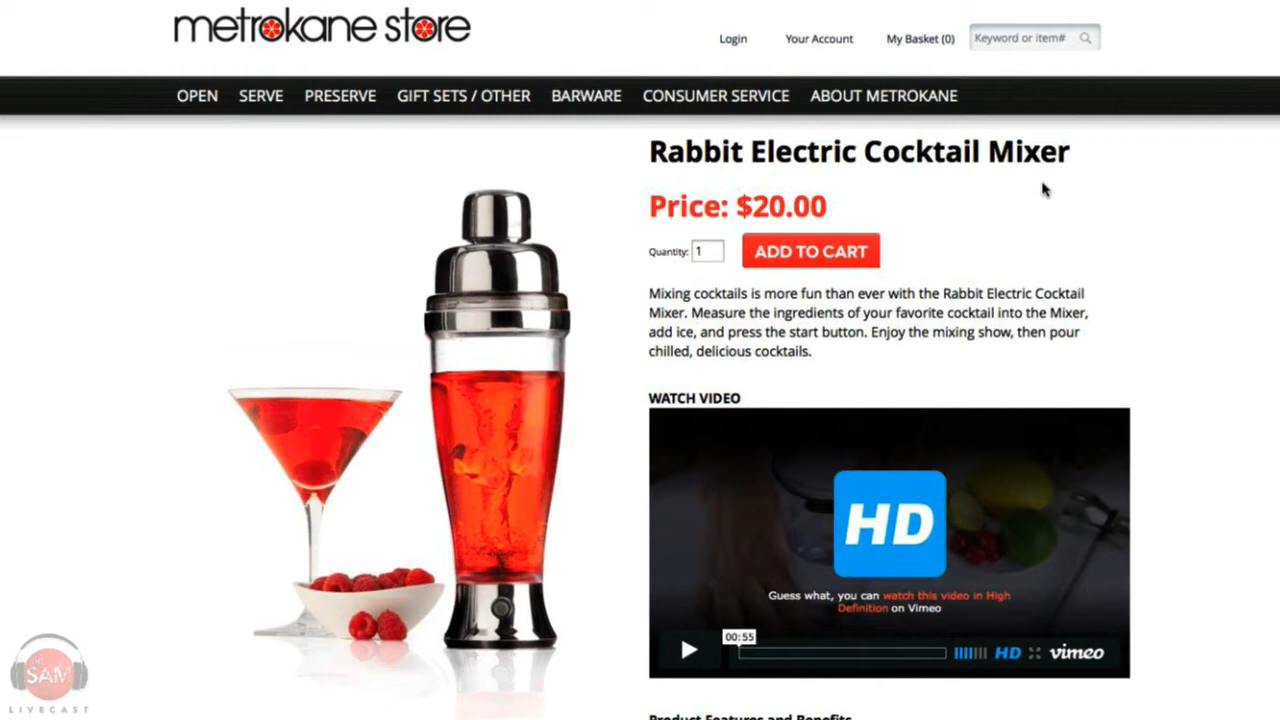 metrokane store
Login Your Account My Basket (0) Keyword or item#
OPEN SERVE PRESERVE GIFT SETS / OTHER BARWARE CONSUMER SERVICE ABOUT METROKANE
Rabbit Electric Cocktail Mixer
Price: $20.00
Quantity: 1 ADD TO CART
Mixing cocktails is more fun than ever with the Rabbit Electric Cocktail
Mixer. Measure the ingredients of your favorite cocktail into the Mixer,
add ice, and press the start button. Enjoy the mixing show, then pour
chilled, delicious cocktails.
WATCH VIDEO
HD
Guess what, you can watch this video in High
Definition on Vimeo
00:55
HD vimeo
SAM
LIVECAST
Product Features and Benefits